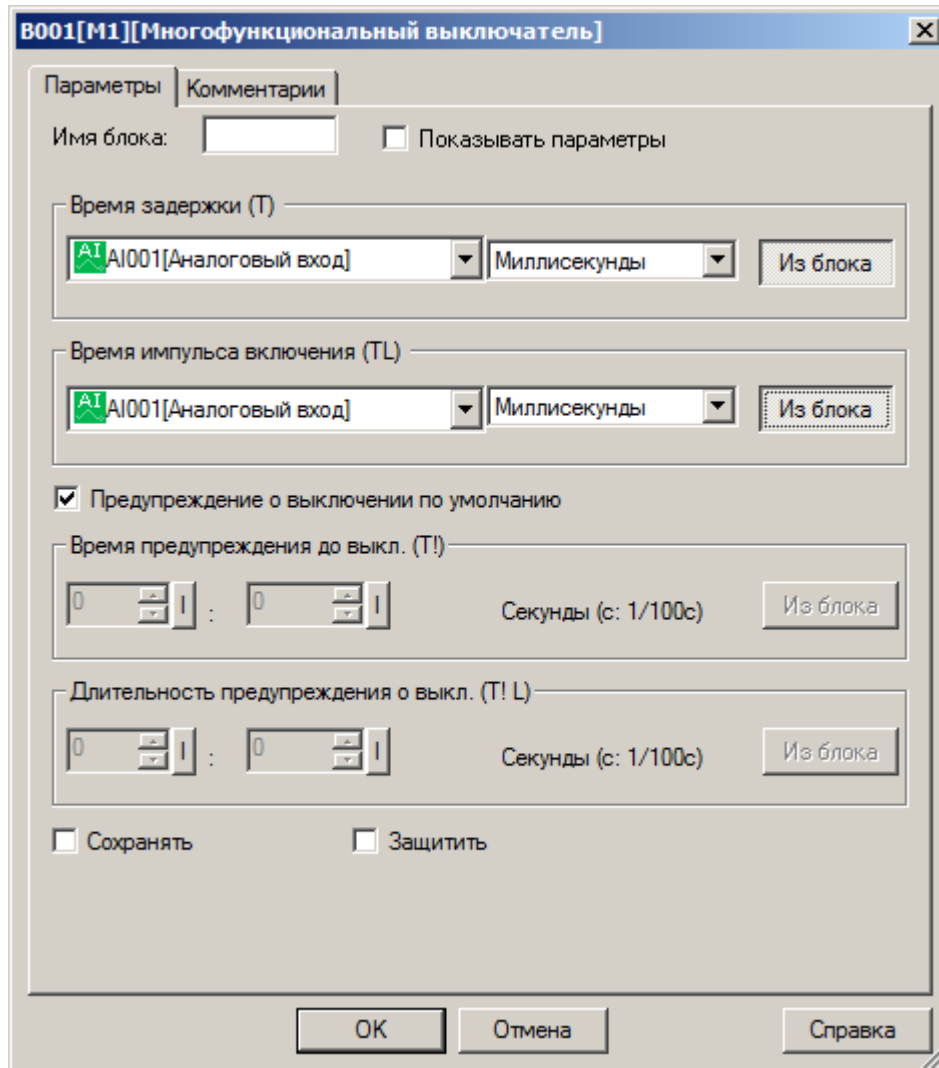 B001[M1][Многофункциональный выключатель]
Параметры Комментарии
Имя блока: Показывать параметры
Время задержки (T)
AI AI001[Аналоговый вход] Миллисекунды Из блока
Время импульса включения (TL)
AI AI001[Аналоговый вход] Миллисекунды Из блока
Предупреждение о выключении по умолчанию
Время предупреждения до выкл. (T!)
0 I : 0 I Секунды (с: 1/100с) Из блока
Длительность предупреждения о выкл. (T! L)
0 I : 0 I Секунды (с: 1/100с) Из блока
Сохранять Защитить
OK Отмена Справка